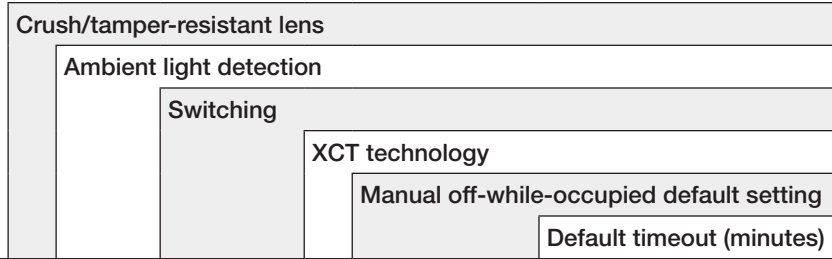 Crush/tamper-resistant lens
Ambient light detection
Switching
XCT technology
Manual off-while-occupied default setting
Default timeout (minutes)